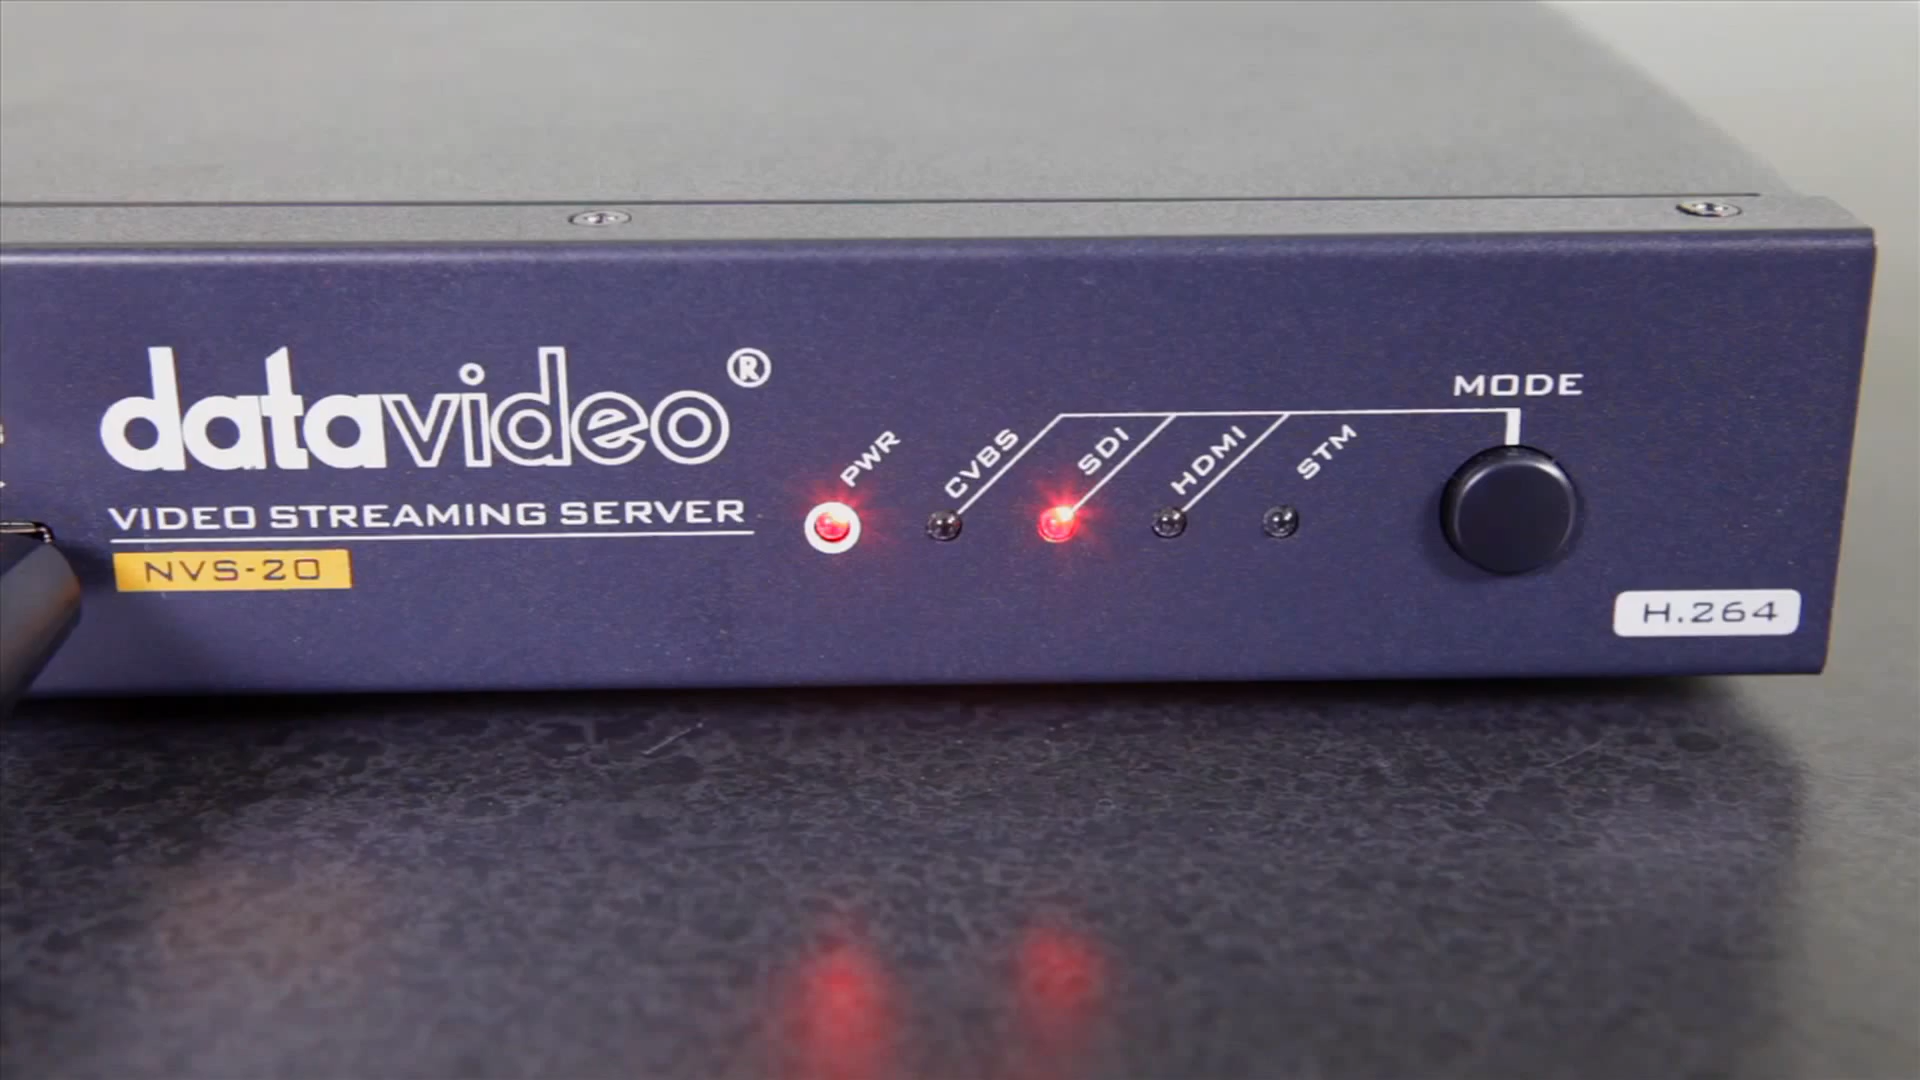 datavideo®
VIDEO STREAMING SERVER
NVS-20
PWR
CVBS
SDI
HDMI
STM
MODE
H.264